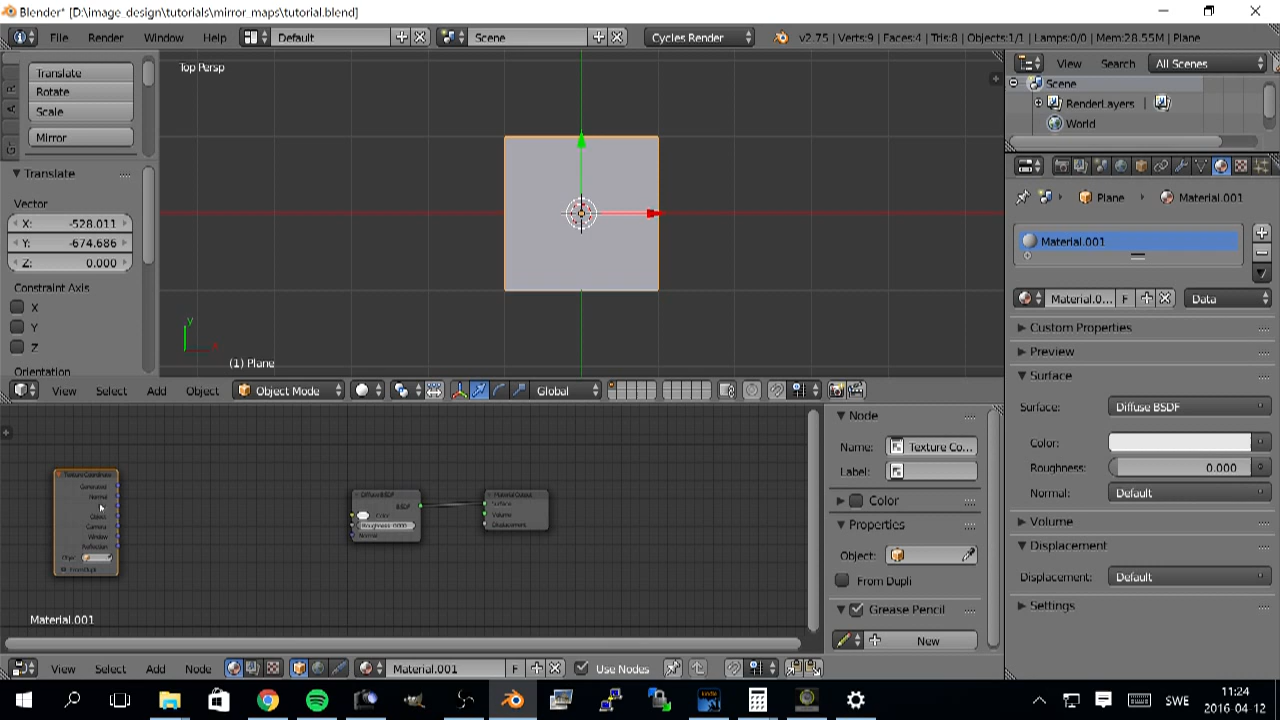 Blender* [D:\image_design\tutorials\mirror_maps\tutorial.blend]
File Render Window Help Default Scene Cycles Render v2.75 | Verts:9 | Faces:4 | Tris:8 | Objects:1/1 | Lamps:0/0 | Mem:28.55M | Plane
Translate
Rotate
Scale
Mirror
Translate
Vector
X: -528.011
Y: -674.686
Z: 0.000
Constraint Axis
X
Y
Z
Orientation
Top Persp
y
(1) Plane
View Select Add Object Object Mode Global
Texture Coordinate
Generated
Normal
Object
Camera
Window
Reflection
From Dupli
Diffuse BSDF
BSDF
Color
Roughness: 0.000
Normal
Material Output
Surface
Volume
Displacement
Material.001
Node
Name: Texture Co...
Label:
Color
Properties
Object:
From Dupli
Grease Pencil
New
View Select Add Node Material.001 F Use Nodes
View Search All Scenes
Scene
RenderLayers
World
Plane Material.001
Material.001
Material.0... F Data
Custom Properties
Preview
Surface
Surface: Diffuse BSDF
Color:
Roughness: 0.000
Normal: Default
Volume
Displacement
Displacement: Default
Settings
SWE
11:24
2016-04-12